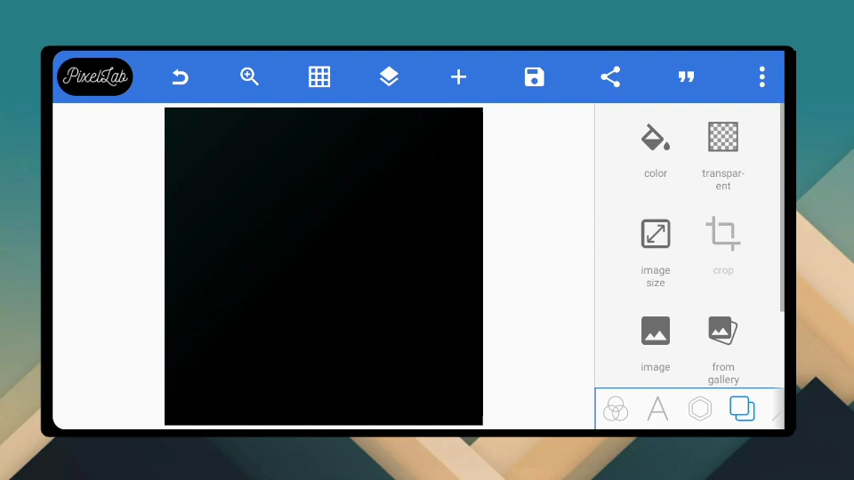 PixelLab
color
transpar-
ent
image
size
crop
image
from
gallery